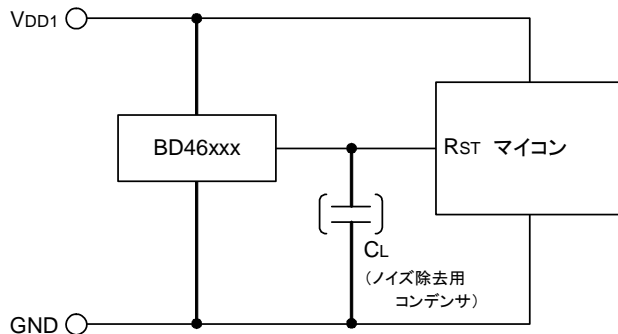 VDD1
BD46xxx
RST マイコン
CL
（ノイズ除去用
コンデンサ）
GND